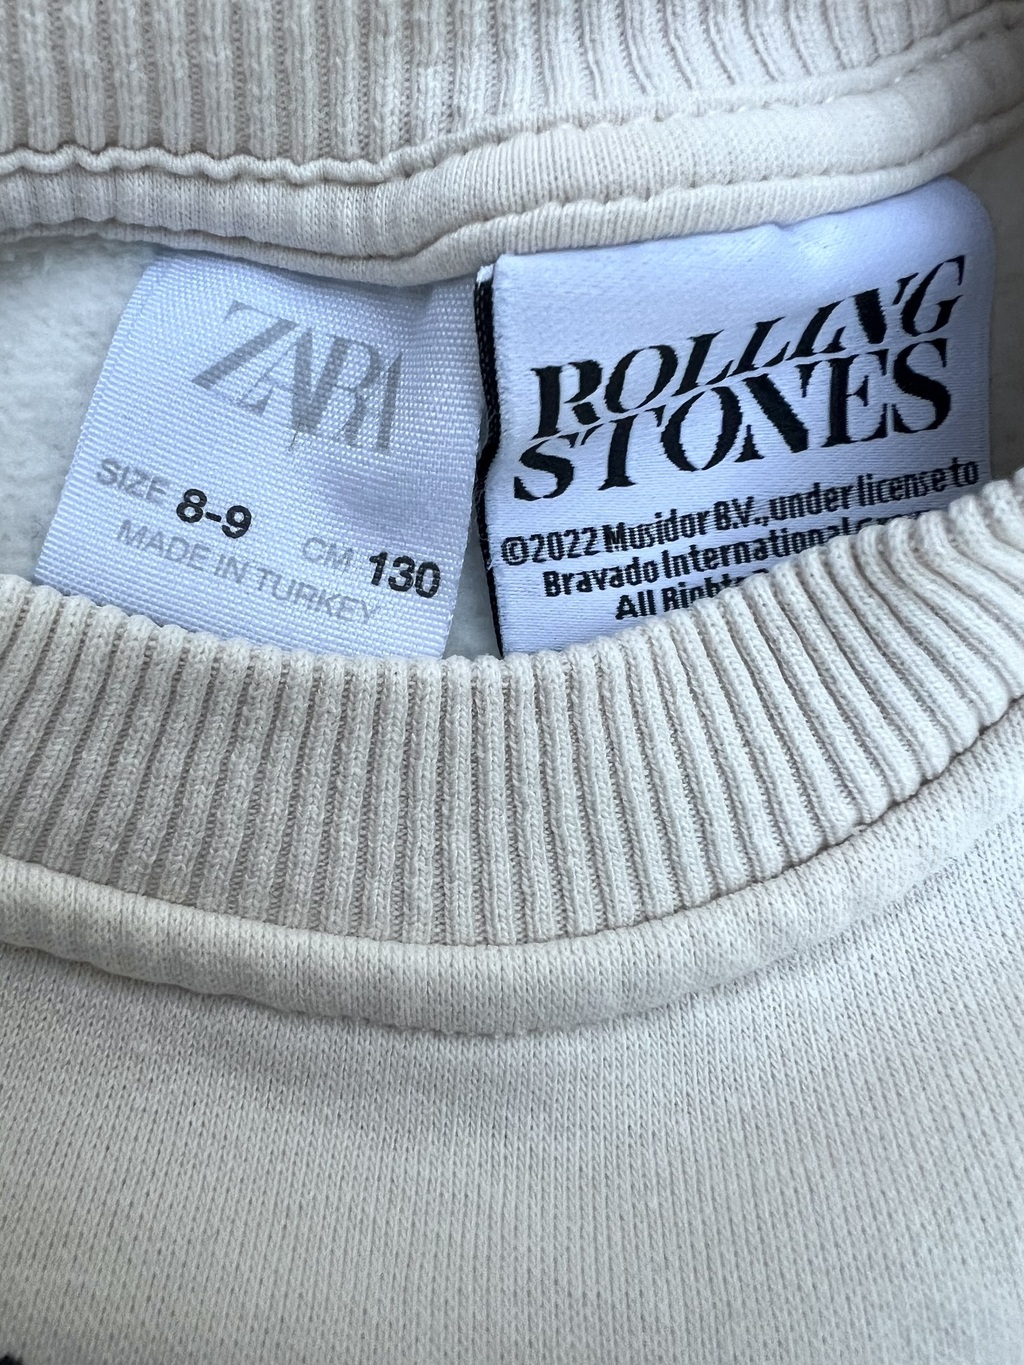 ZARA
SIZE 8-9 CM 130
MADE IN TURKEY
ROLLING
STONES
©2022 Musidor B.V., under license to
Bravado International
All Rights